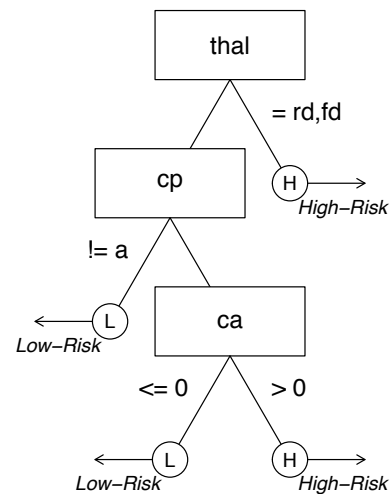 thal
= rd,fd
cp
H
High−Risk
!= a
L
Low−Risk
ca
<= 0
> 0
L
H
Low−Risk
High−Risk